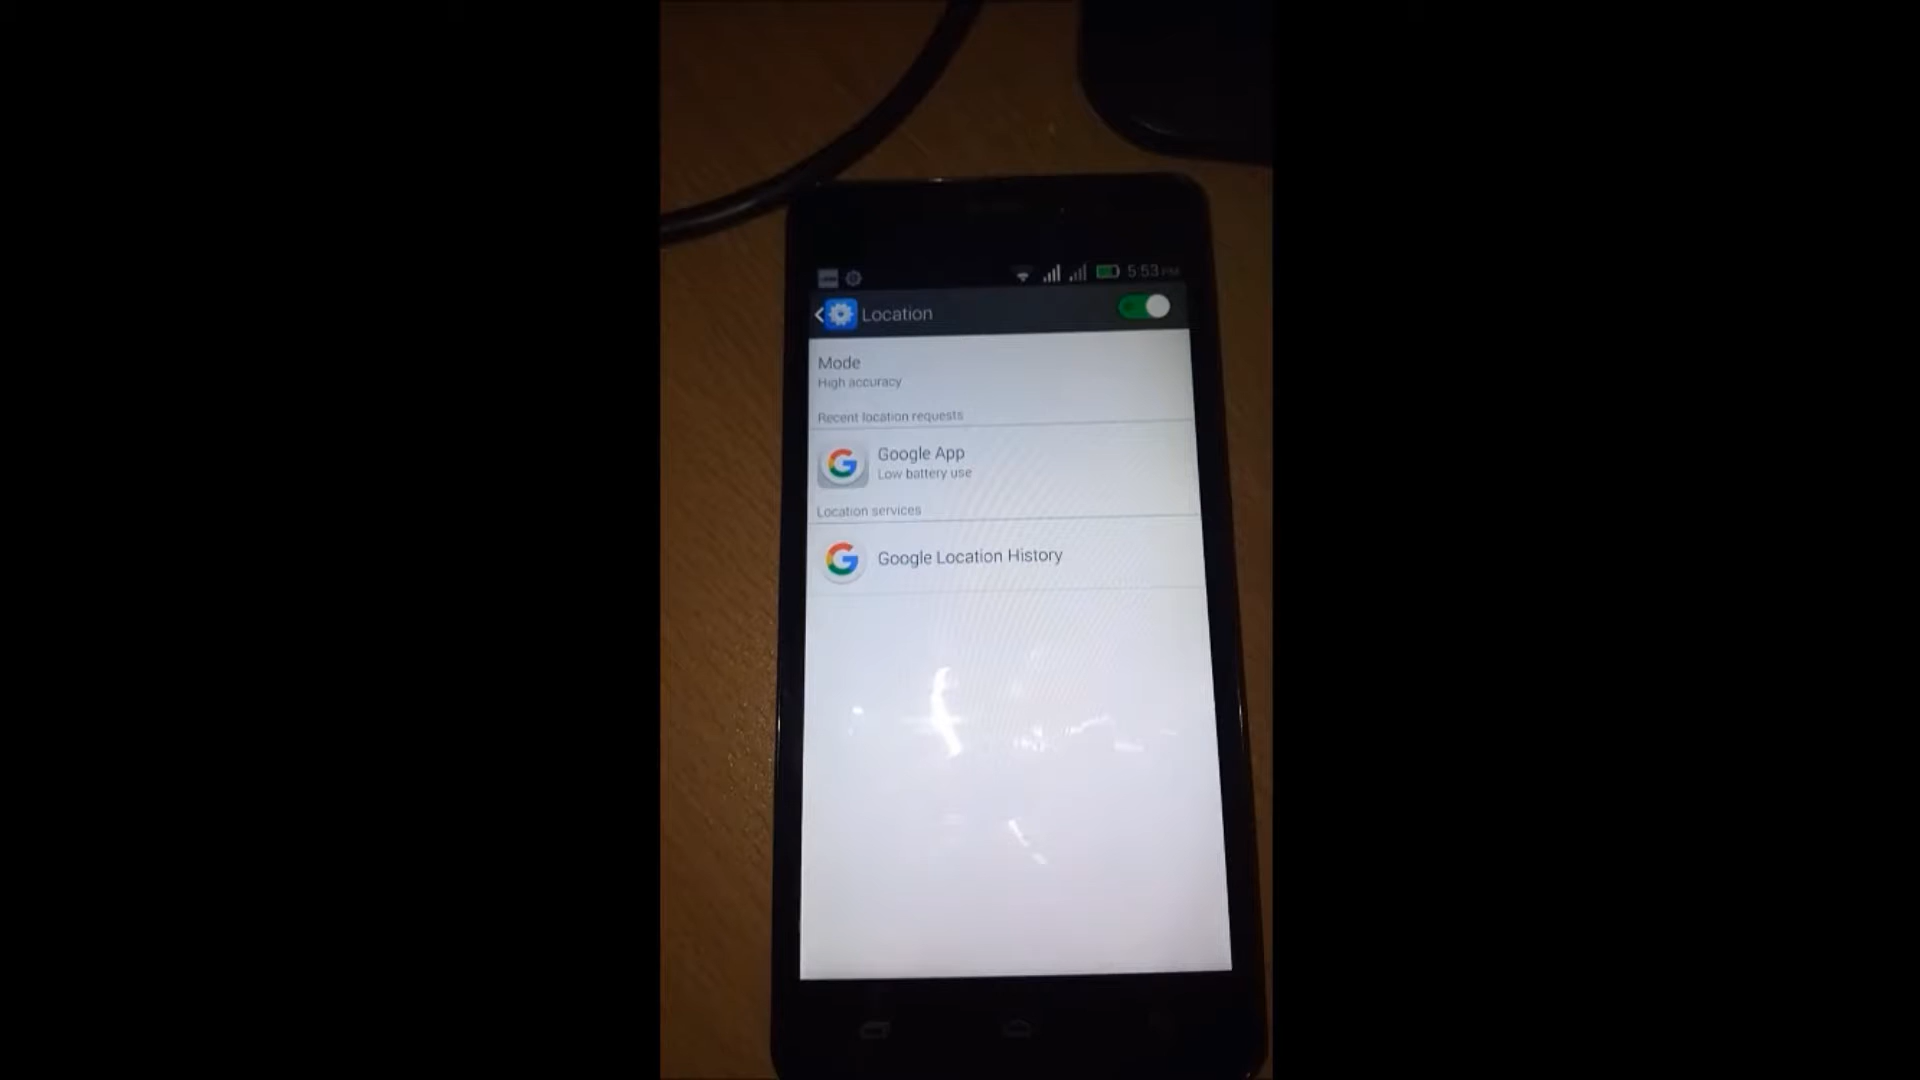 5:53 PM
Location
Mode
High accuracy
Recent location requests
Google App
Low battery use
Location services
Google Location History